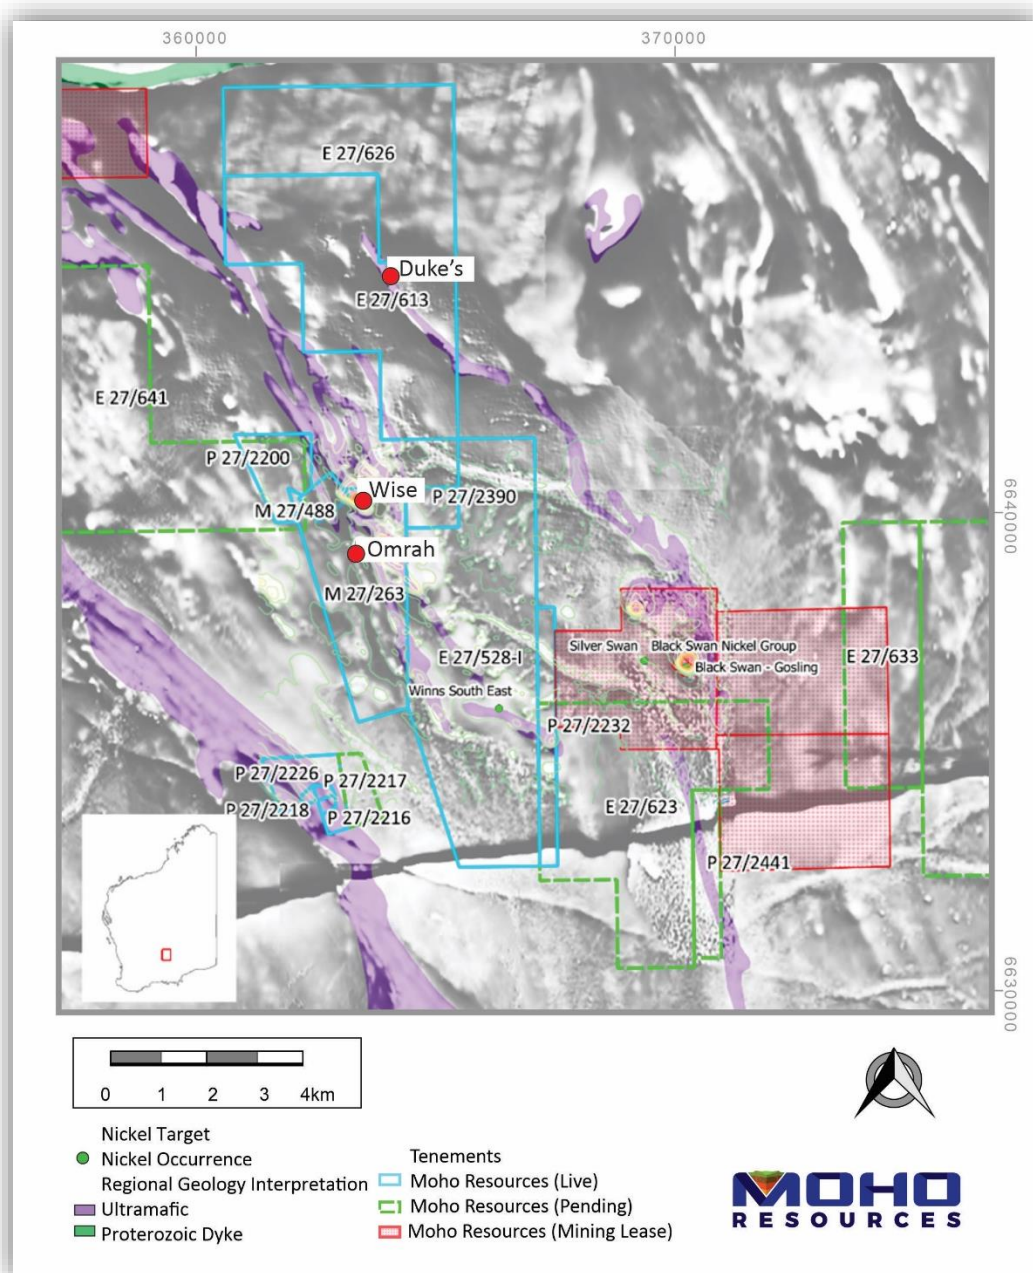 360000
370000
E 27/626
Duke's
E 27/613
E 27/641
P 27/2200
Wise
P 27/2390
M 27/488
6640000
Omrah
M 27/263
Silver Swan
Black Swan Nickel Group
E 27/528-I
E 27/633
Black Swan - Gosling
Winns South East
P 27/2232
P 27/2226
P 27/2217
P 27/2218
E 27/623
P 27/2216
P 27/2441
6630000
0 1 2 3 4km
Nickel Target
Nickel Occurrence
Regional Geology Interpretation
Ultramafic
Proterozoic Dyke
Tenements
Moho Resources (Live)
Moho Resources (Pending)
Moho Resources (Mining Lease)
MOHO
RESOURCES